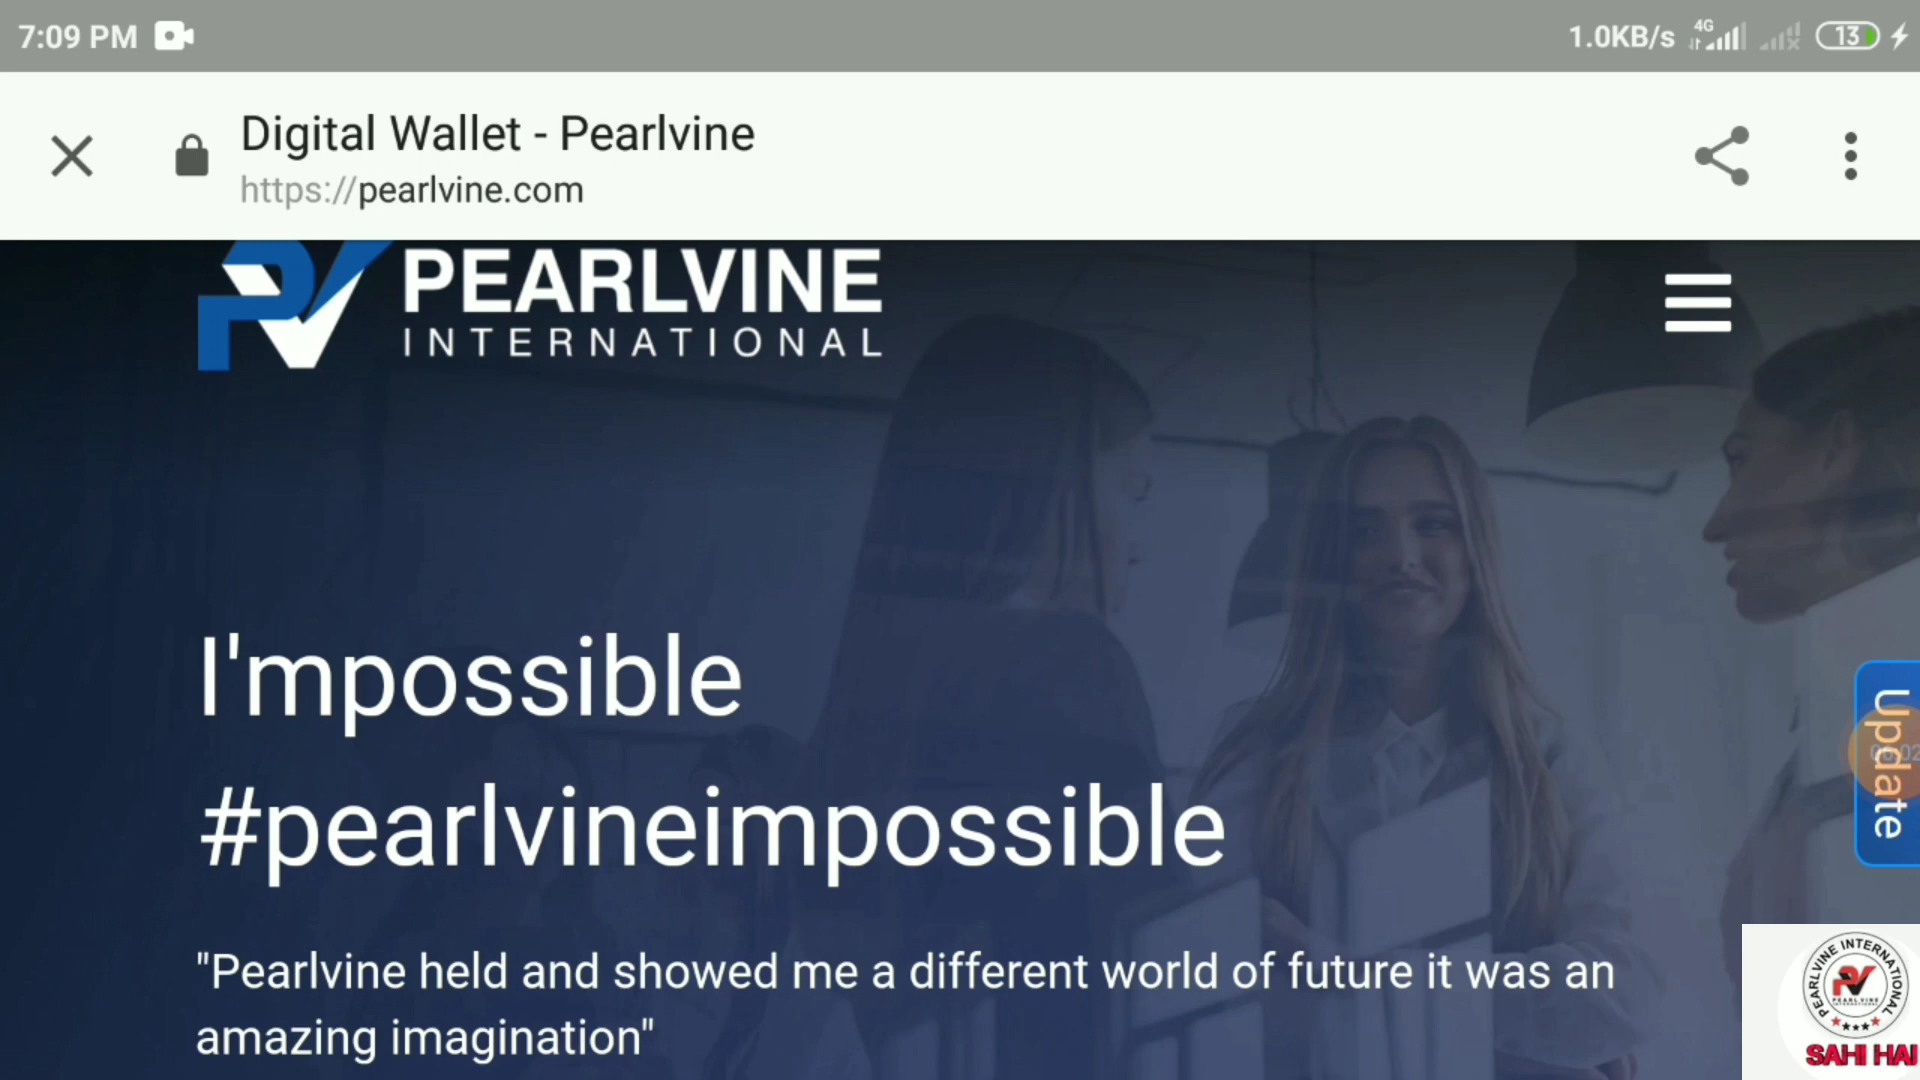 7:09 PM
1.0KB/s 4G 13
Digital Wallet - Pearlvine
https://pearlvine.com
PEARLVINE
INTERNATIONAL
I'mpossible
#pearlvineimpossible
Update
"Pearlvine held and showed me a different world of future it was an
amazing imagination"
PEARLVINE INTERNATIONAL
PEARLVINE
SAHI HAI